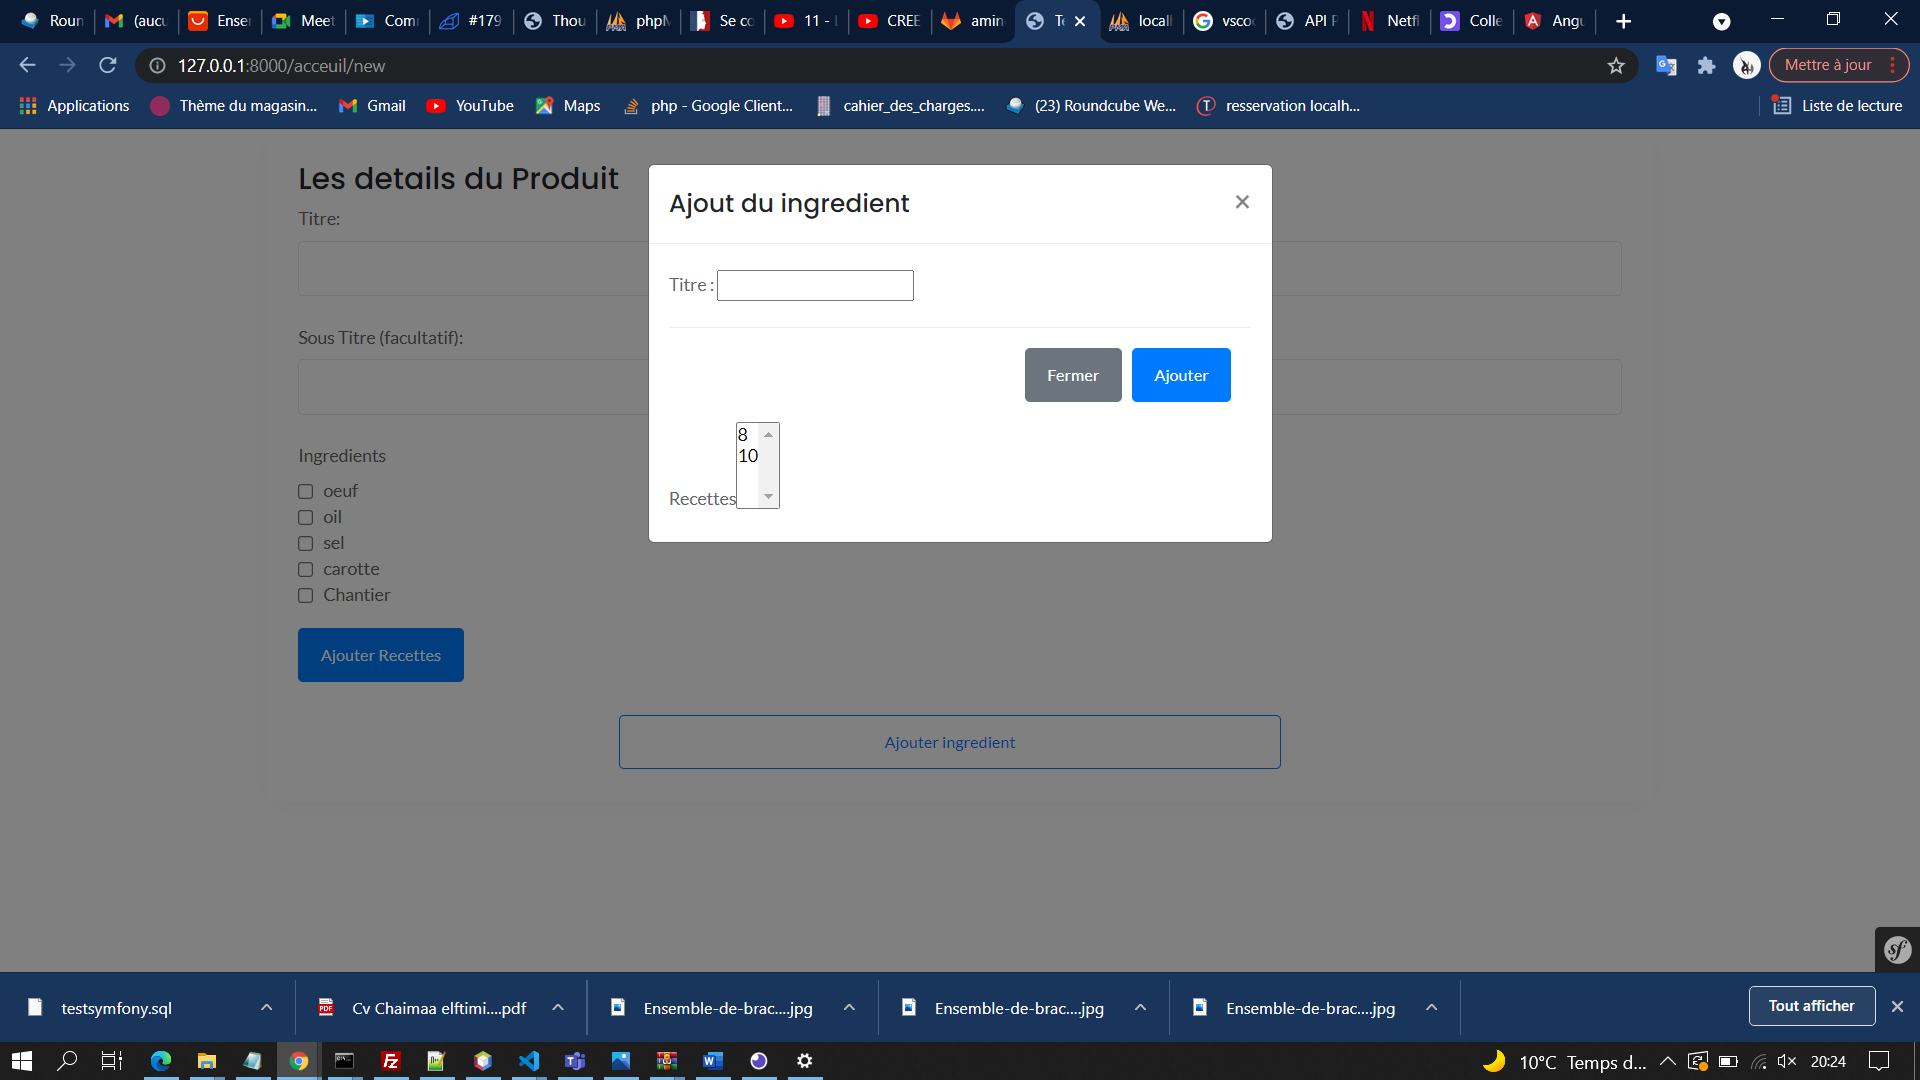 Roun
(aucu
Enser
Meet
Comm
#179
Thou
phpM
Se co
11 - L
CREE
amin
Te
locall
vsco
API P
Netfl
Colle
Angu
127.0.0.1:8000/acceuil/new
Mettre à jour
Applications
Thème du magasin...
Gmail
YouTube
Maps
php - Google Client...
cahier_des_charges....
(23) Roundcube We...
resservation localh...
Liste de lecture
Les details du Produit
Titre:
Sous Titre (facultatif):
Ingredients
oeuf
oil
sel
carotte
Chantier
Ajouter Recettes
Ajouter ingredient
Ajout du ingredient
×
Titre :
Fermer
Ajouter
8
10
Recettes
sf
testsymfony.sql
PDF
Cv Chaimaa elftimi....pdf
Ensemble-de-brac....jpg
Ensemble-de-brac....jpg
Ensemble-de-brac....jpg
Tout afficher
10°C Temps d...
20:24